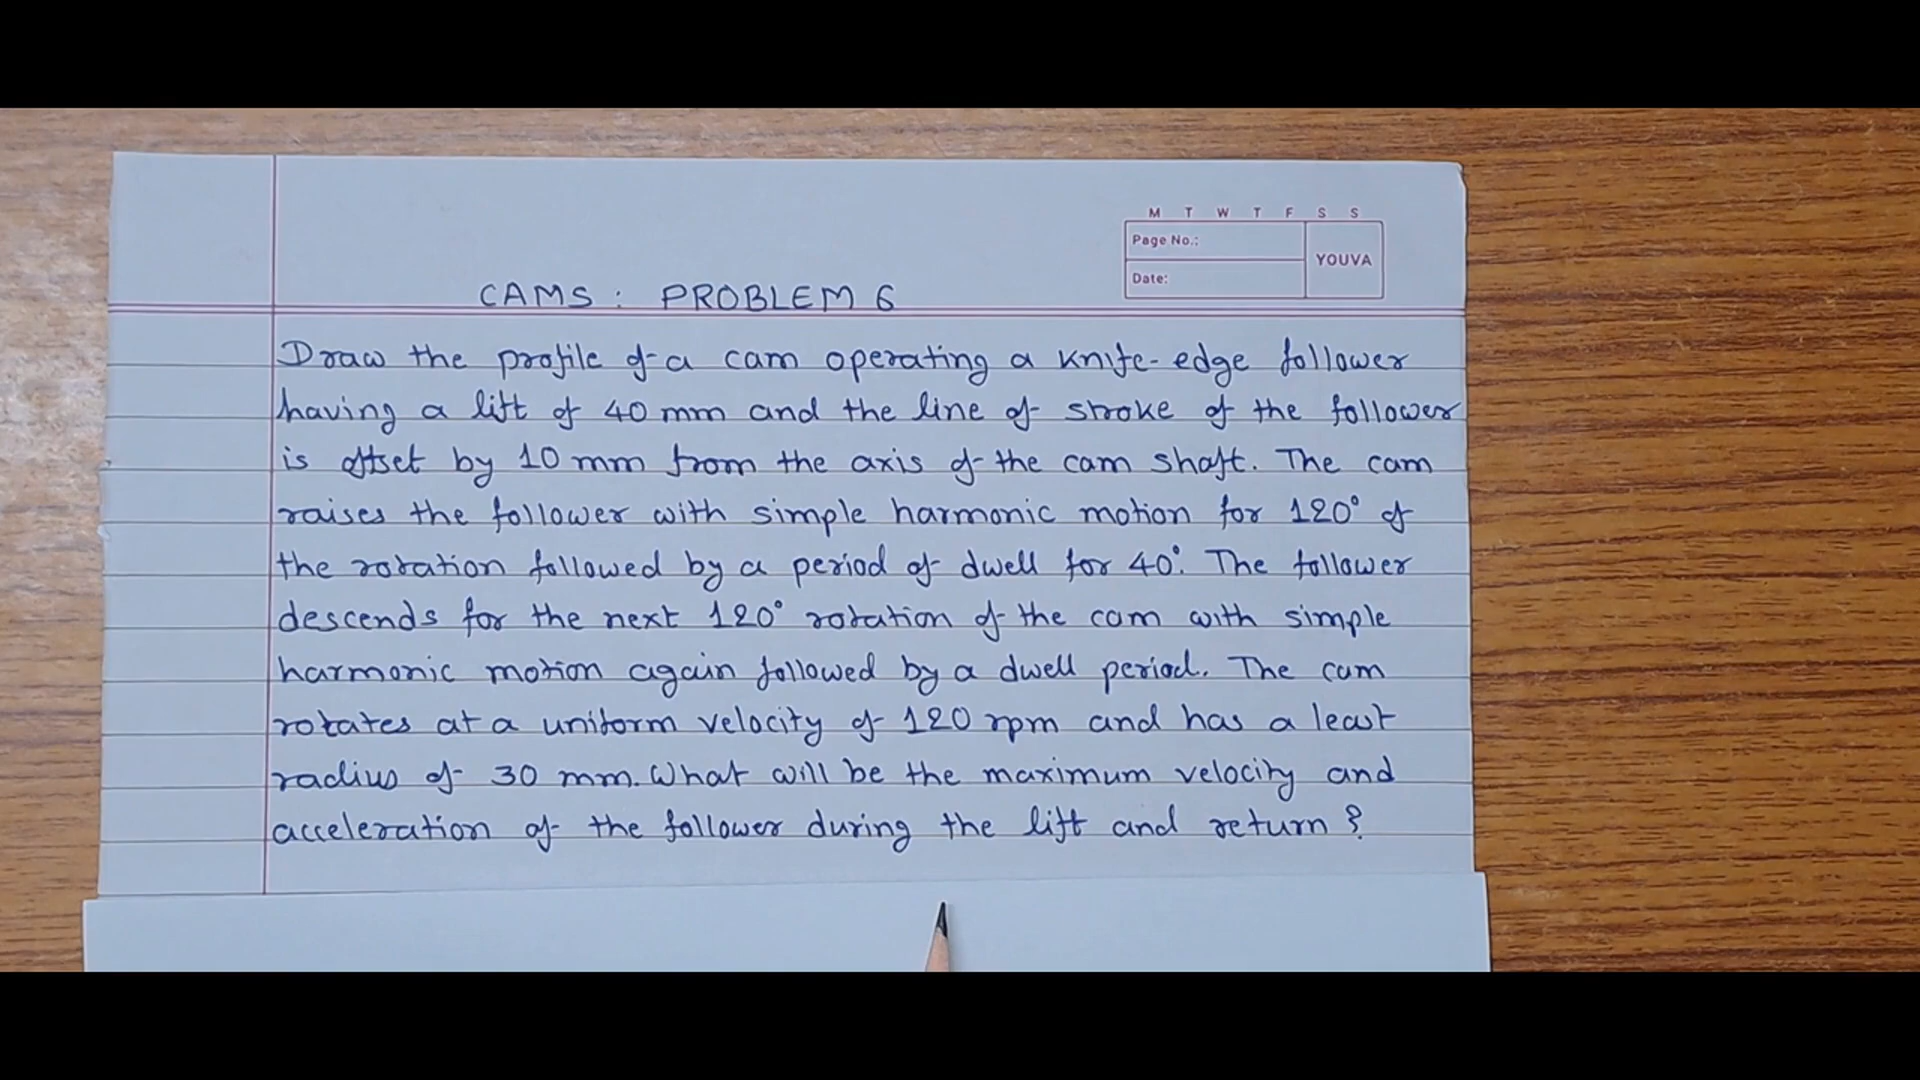 M T W T F S S
Page No.:
YOUVA
Date:
CAMS : PROBLEM 6
Draw the profile of a cam operating a knife-edge follower
having a lift of 40 mm and the line of stroke of the follower
is offset by 10 mm from the axis of the cam shaft. The cam
raises the follower with simple harmonic motion for 120° of
the rotation followed by a period of dwell for 40°. The follower
descends for the next 120° rotation of the cam with simple
harmonic motion again followed by a dwell period. The cam
rotates at a uniform velocity of 120 rpm and has a least
radius of 30 mm. What will be the maximum velocity and
acceleration of the follower during the lift and return ?